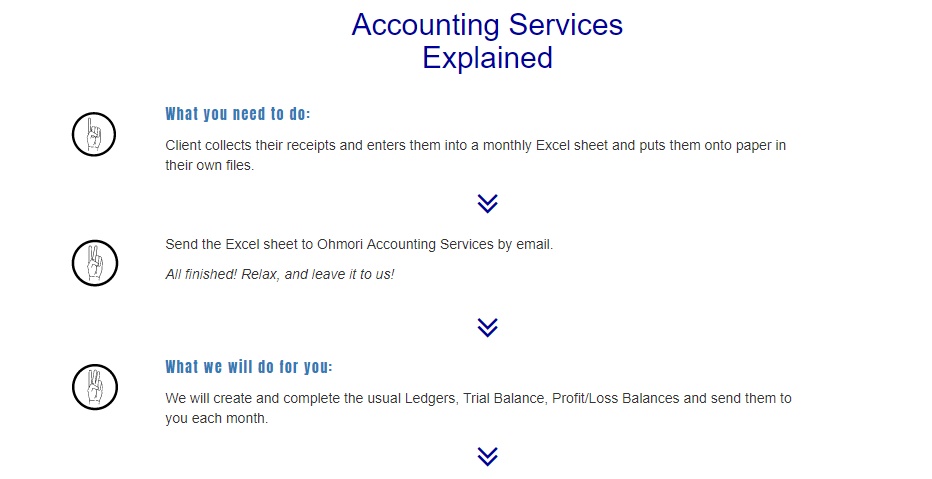 Accounting Services
Explained
What you need to do:
Client collects their receipts and enters them into a monthly Excel sheet and puts them onto paper in
their own files.
Send the Excel sheet to Ohmori Accounting Services by email.
All finished! Relax, and leave it to us!
What we will do for you:
We will create and complete the usual Ledgers, Trial Balance, Profit/Loss Balances and send them to
you each month.